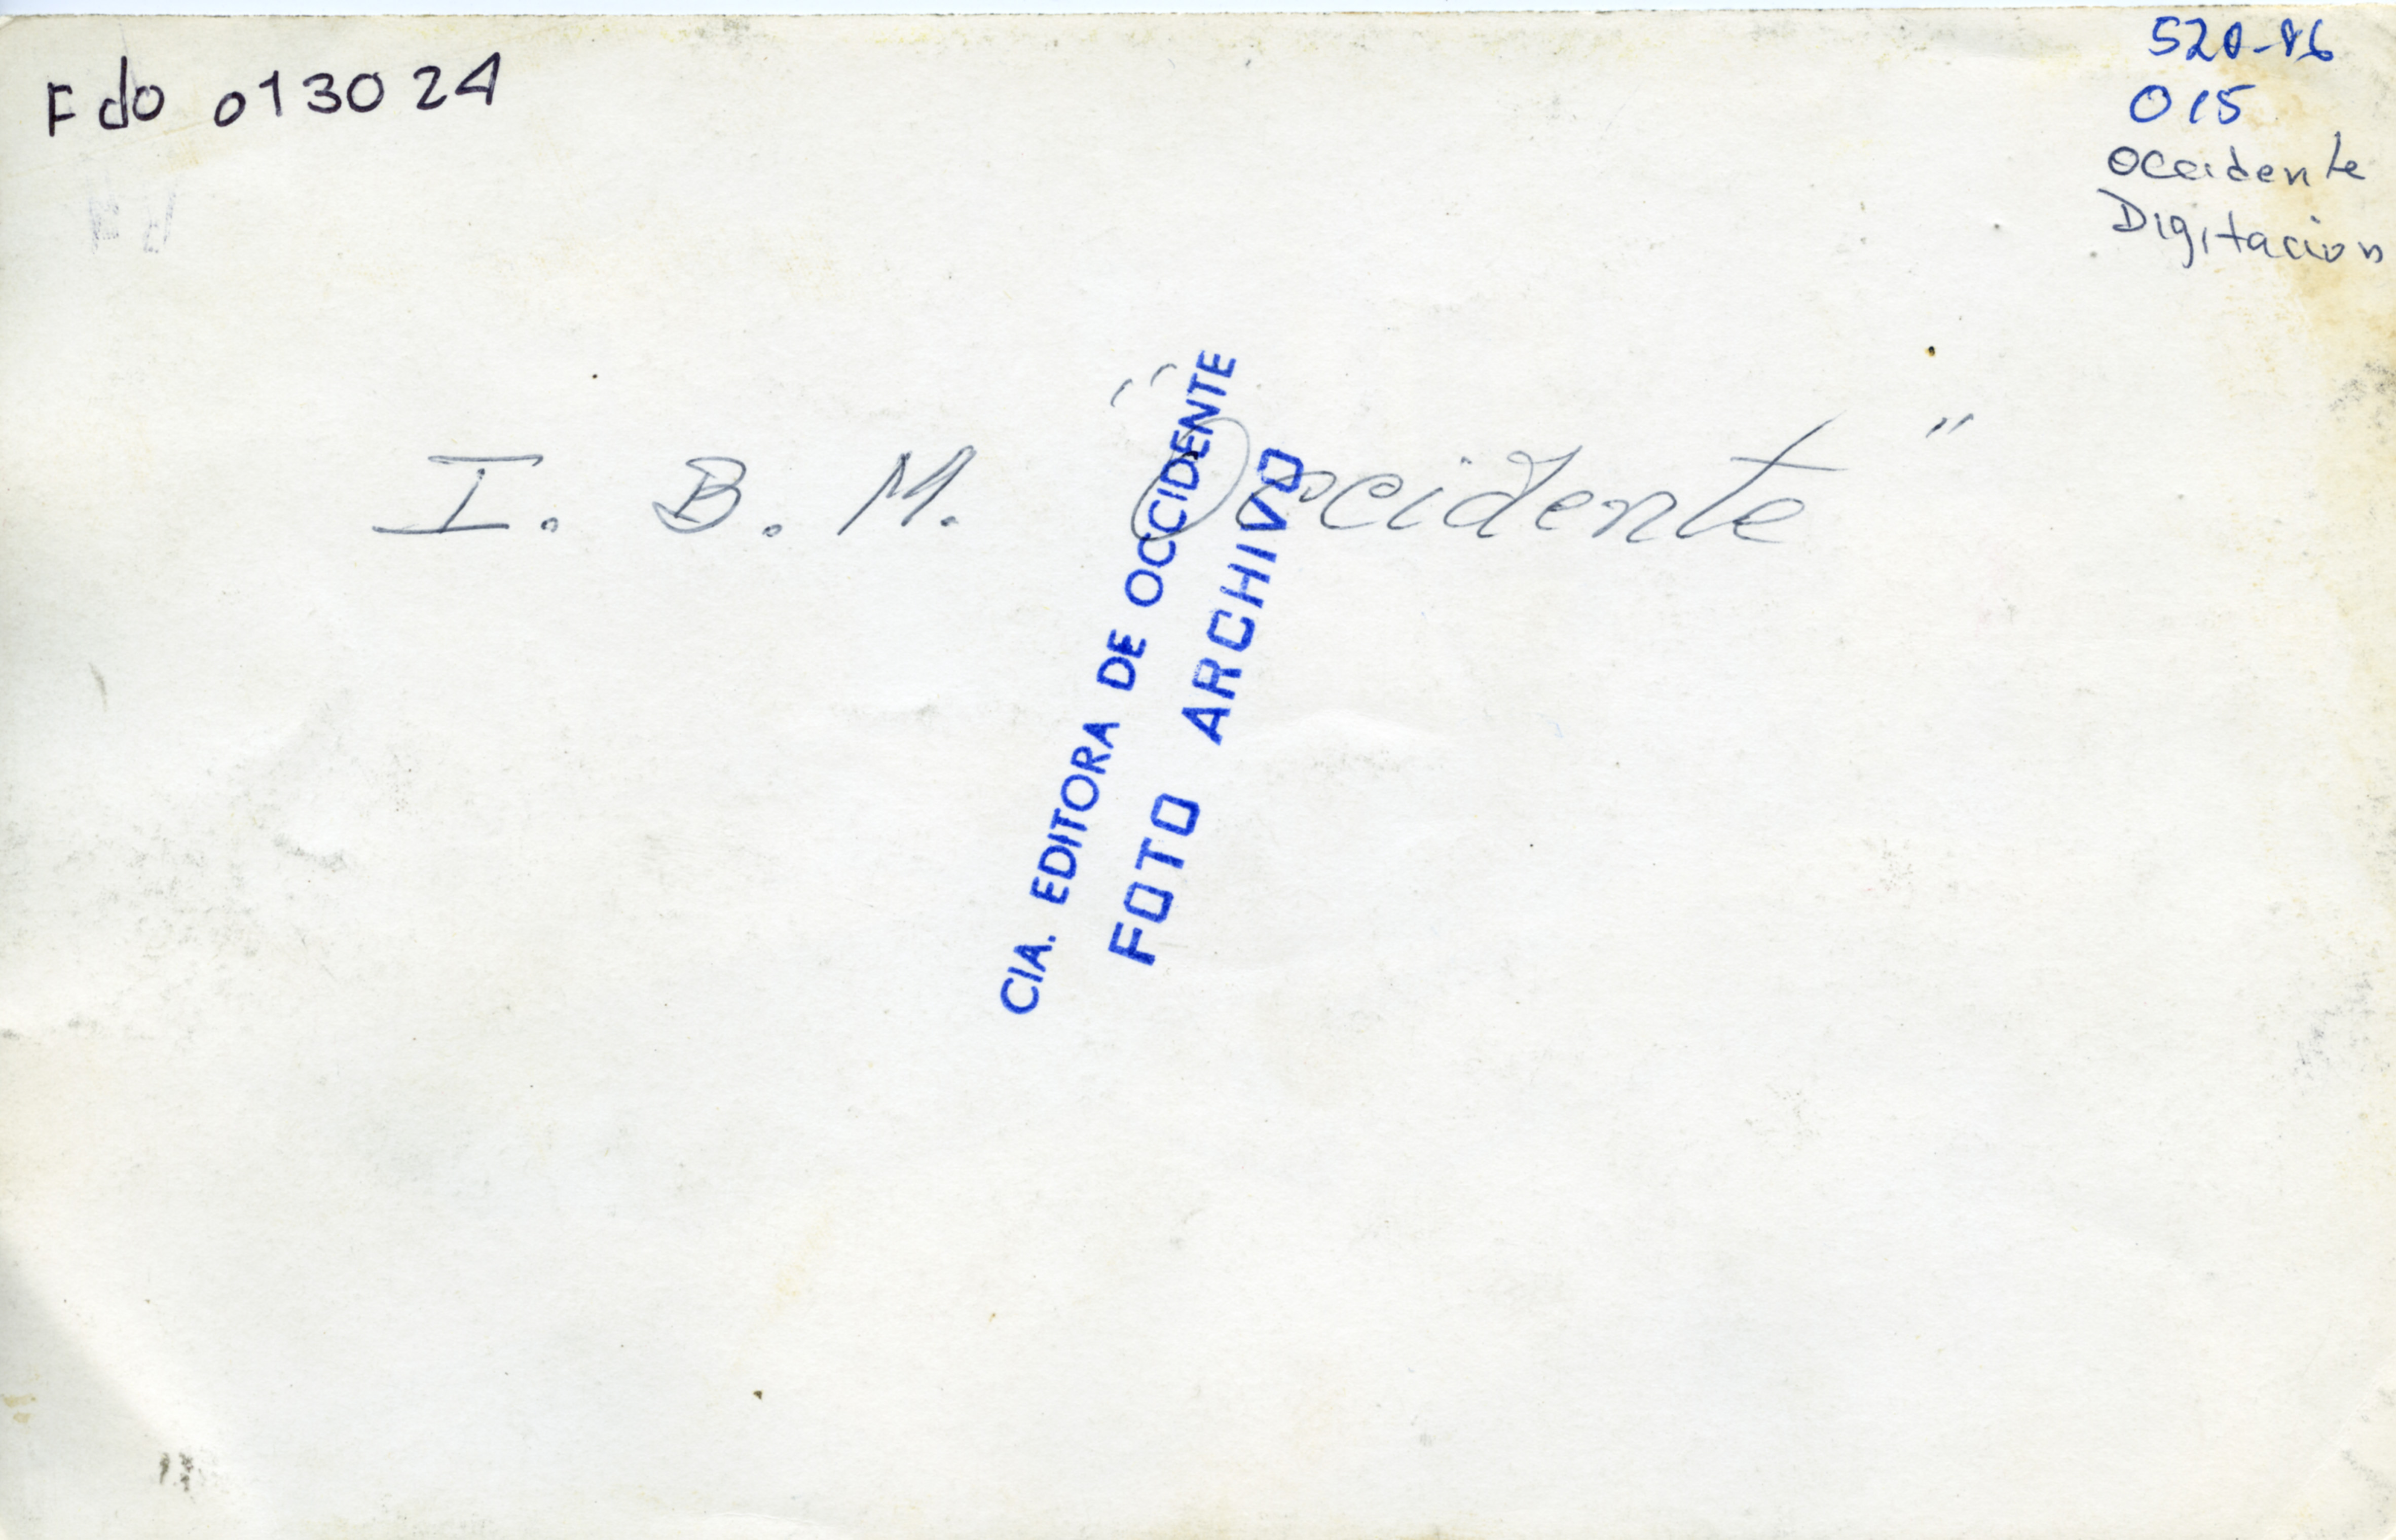 Fdo 013024
520-86
015
Occidente
Digitacion
I. B. M. "Occidente"
CIA. EDITORA DE OCCIDENTE
FOTO ARCHIVO